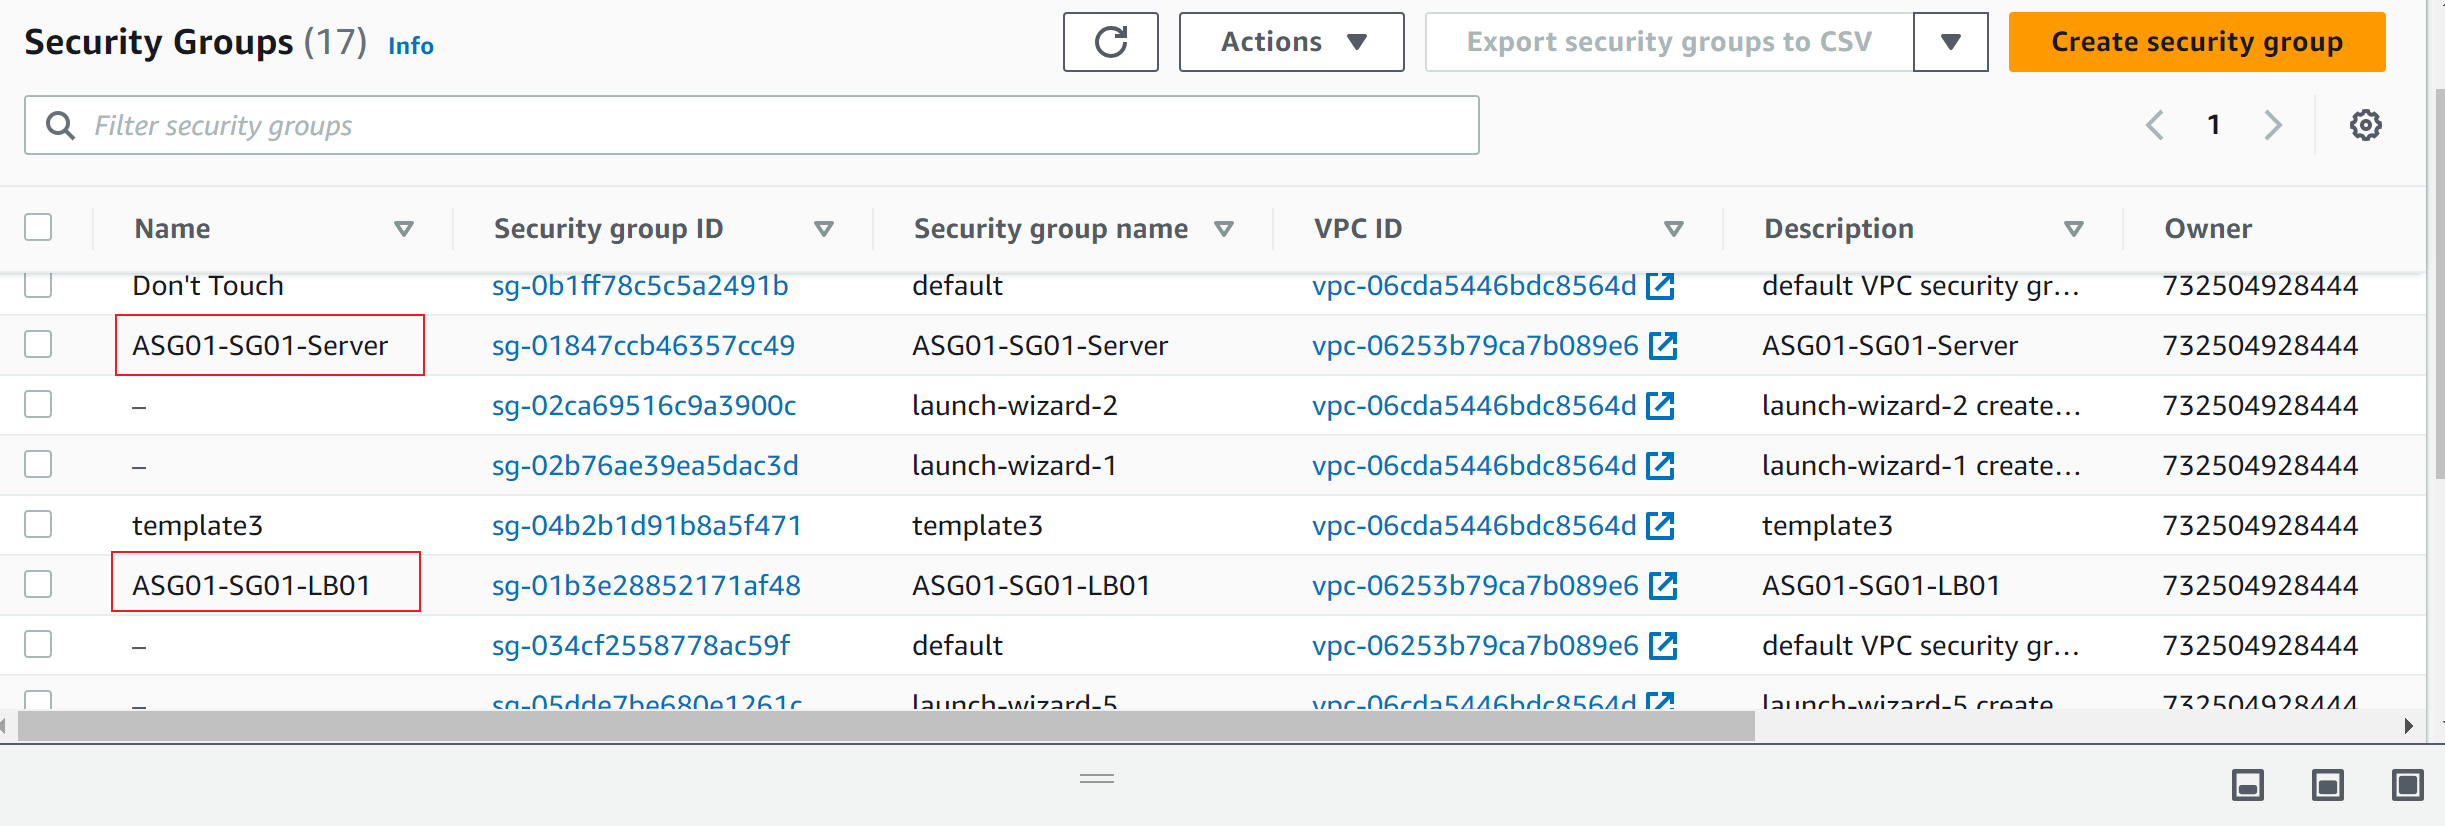 Security Groups (17) Info
Actions
Export security groups to CSV
Create security group
Filter security groups
1
Name Security group ID Security group name VPC ID Description Owner
Don't Touch sg-0b1ff78c5c5a2491b default vpc-06cda5446bdc8564d default VPC security gr... 732504928444
ASG01-SG01-Server sg-01847ccb46357cc49 ASG01-SG01-Server vpc-06253b79ca7b089e6 ASG01-SG01-Server 732504928444
– sg-02ca69516c9a3900c launch-wizard-2 vpc-06cda5446bdc8564d launch-wizard-2 create... 732504928444
– sg-02b76ae39ea5dac3d launch-wizard-1 vpc-06cda5446bdc8564d launch-wizard-1 create... 732504928444
template3 sg-04b2b1d91b8a5f471 template3 vpc-06cda5446bdc8564d template3 732504928444
ASG01-SG01-LB01 sg-01b3e28852171af48 ASG01-SG01-LB01 vpc-06253b79ca7b089e6 ASG01-SG01-LB01 732504928444
– sg-034cf2558778ac59f default vpc-06253b79ca7b089e6 default VPC security gr... 732504928444
– sg-05dde7be680e1261c launch-wizard-5 vpc-06cda5446bdc8564d launch-wizard-5 create 732504928444